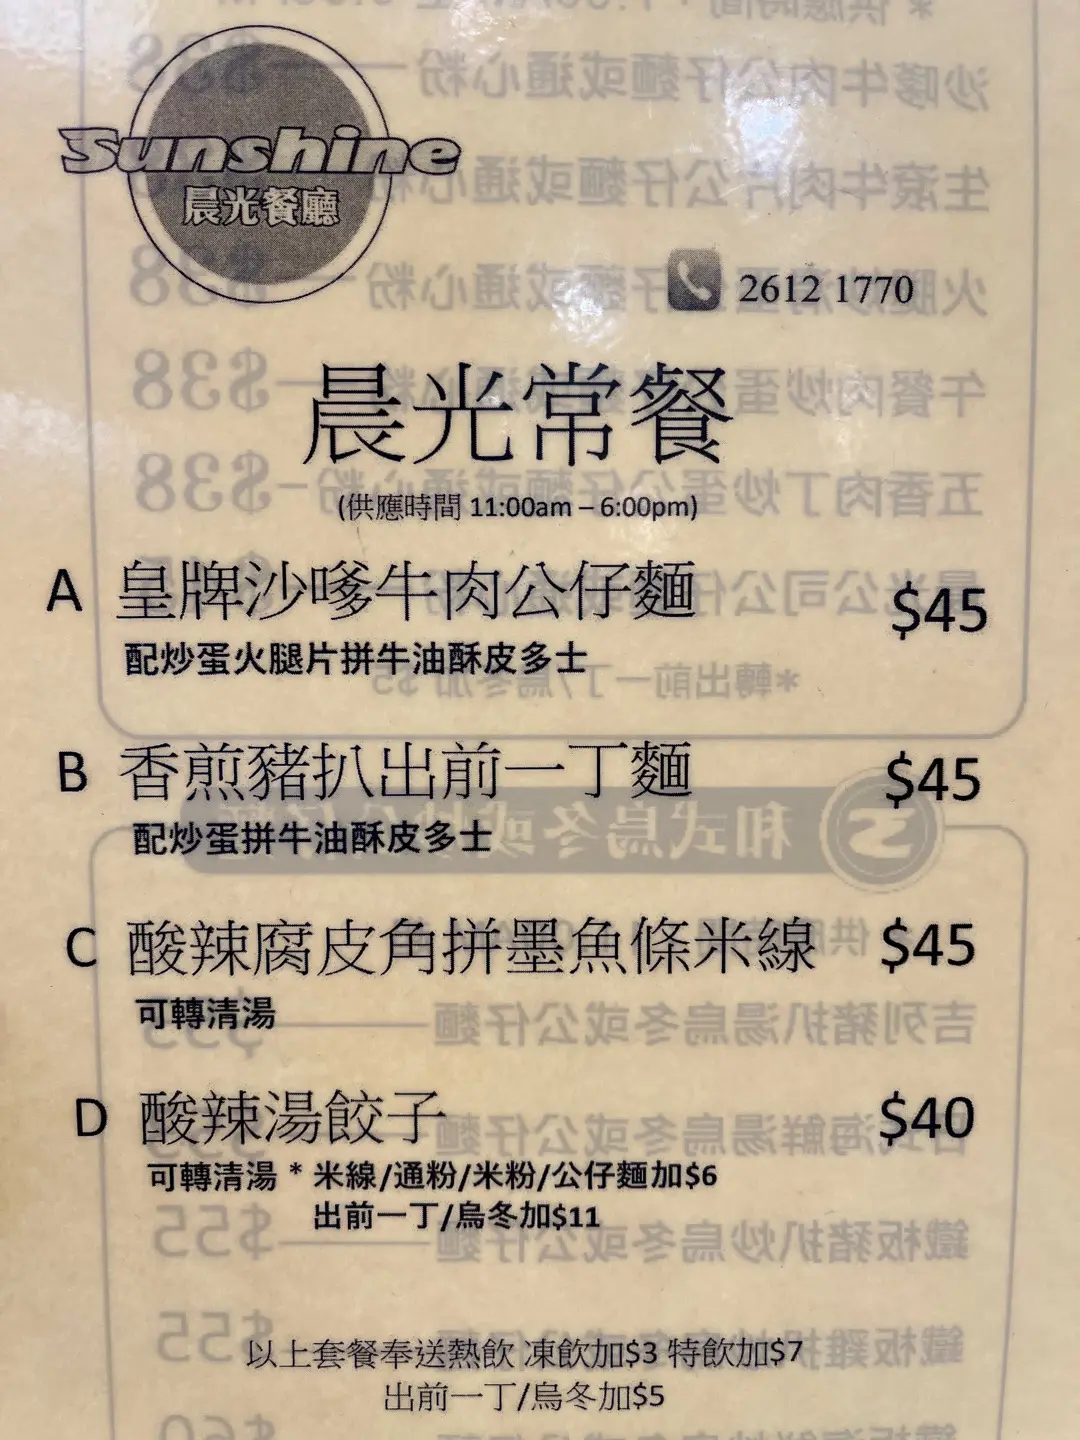 Sunshine
晨光餐廳
2612 1770
晨光常餐
(供應時間 11:00am – 6:00pm)
A 皇牌沙嗲牛肉公仔麵 $45
配炒蛋火腿片拼牛油酥皮多士
B 香煎豬扒出前一丁麵 $45
配炒蛋拼牛油酥皮多士
C 酸辣腐皮角拼墨魚條米線 $45
可轉清湯
D 酸辣湯餃子 $40
可轉清湯 * 米線/通粉/米粉/公仔麵加$6
出前一丁/烏冬加$11
以上套餐奉送熱飲 凍飲加$3 特飲加$7
出前一丁/烏冬加$5